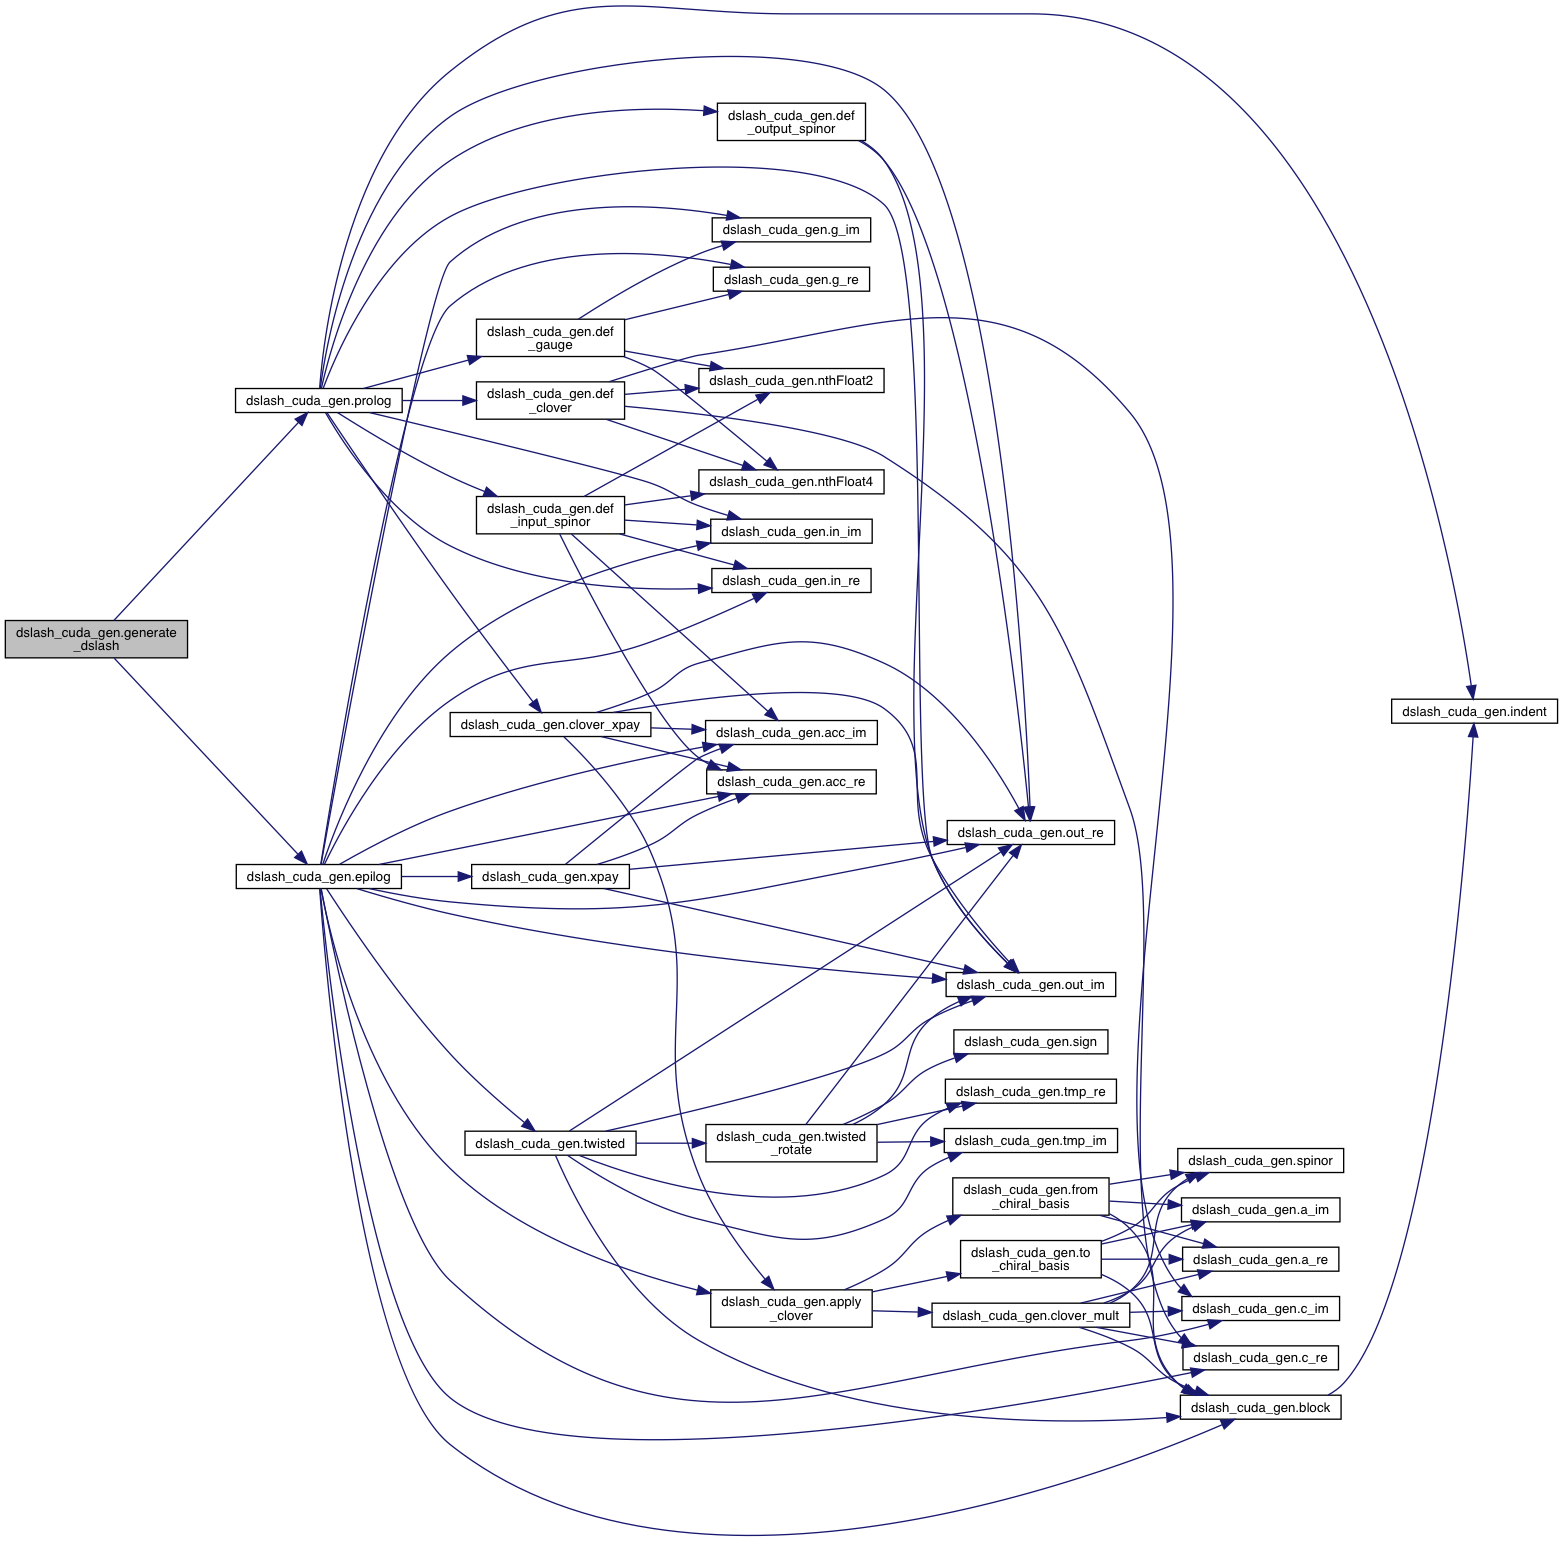 dslash_cuda_gen.generate
_dslash
dslash_cuda_gen.prolog
dslash_cuda_gen.epilog
dslash_cuda_gen.def
_gauge
dslash_cuda_gen.def
_clover
dslash_cuda_gen.def
_input_spinor
dslash_cuda_gen.clover_xpay
dslash_cuda_gen.xpay
dslash_cuda_gen.twisted
dslash_cuda_gen.def
_output_spinor
dslash_cuda_gen.g_im
dslash_cuda_gen.g_re
dslash_cuda_gen.nthFloat2
dslash_cuda_gen.nthFloat4
dslash_cuda_gen.in_im
dslash_cuda_gen.in_re
dslash_cuda_gen.acc_im
dslash_cuda_gen.acc_re
dslash_cuda_gen.twisted
_rotate
dslash_cuda_gen.apply
_clover
dslash_cuda_gen.out_re
dslash_cuda_gen.out_im
dslash_cuda_gen.sign
dslash_cuda_gen.tmp_re
dslash_cuda_gen.tmp_im
dslash_cuda_gen.from
_chiral_basis
dslash_cuda_gen.to
_chiral_basis
dslash_cuda_gen.clover_mult
dslash_cuda_gen.spinor
dslash_cuda_gen.a_im
dslash_cuda_gen.a_re
dslash_cuda_gen.c_im
dslash_cuda_gen.c_re
dslash_cuda_gen.block
dslash_cuda_gen.indent